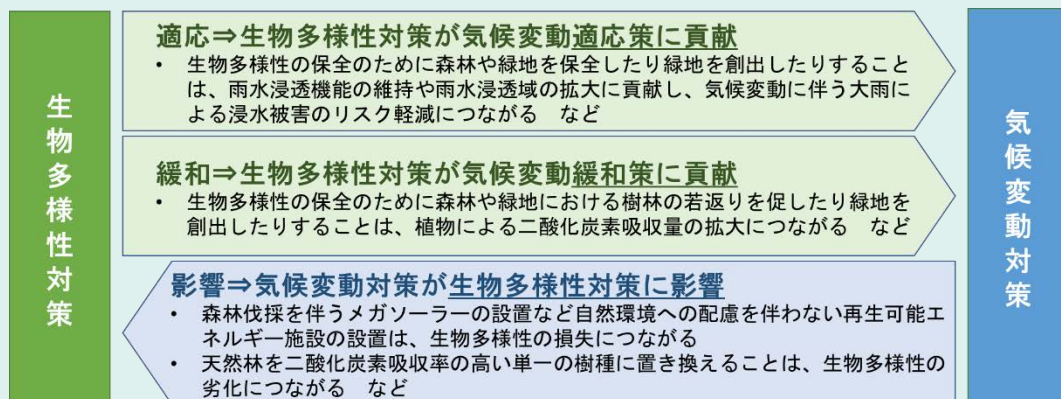 生物多様性対策
適応⇒生物多様性対策が気候変動適応策に貢献
• 生物多様性の保全のために森林や緑地を保全したり緑地を創出したりすること
は、雨水浸透機能の維持や雨水浸透域の拡大に貢献し、気候変動に伴う大雨に
よる浸水被害のリスク軽減につながる　など
緩和⇒生物多様性対策が気候変動緩和策に貢献
• 生物多様性の保全のために森林や緑地における樹林の若返りを促したり緑地を
創出したりすることは、植物による二酸化炭素吸収量の拡大につながる　など
影響⇒気候変動対策が生物多様性対策に影響
• 森林伐採を伴うメガソーラーの設置など自然環境への配慮を伴わない再生可能エ
ネルギー施設の設置は、生物多様性の損失につながる
• 天然林を二酸化炭素吸収率の高い単一の樹種に置き換えることは、生物多様性の
劣化につながる　など
気候変動対策